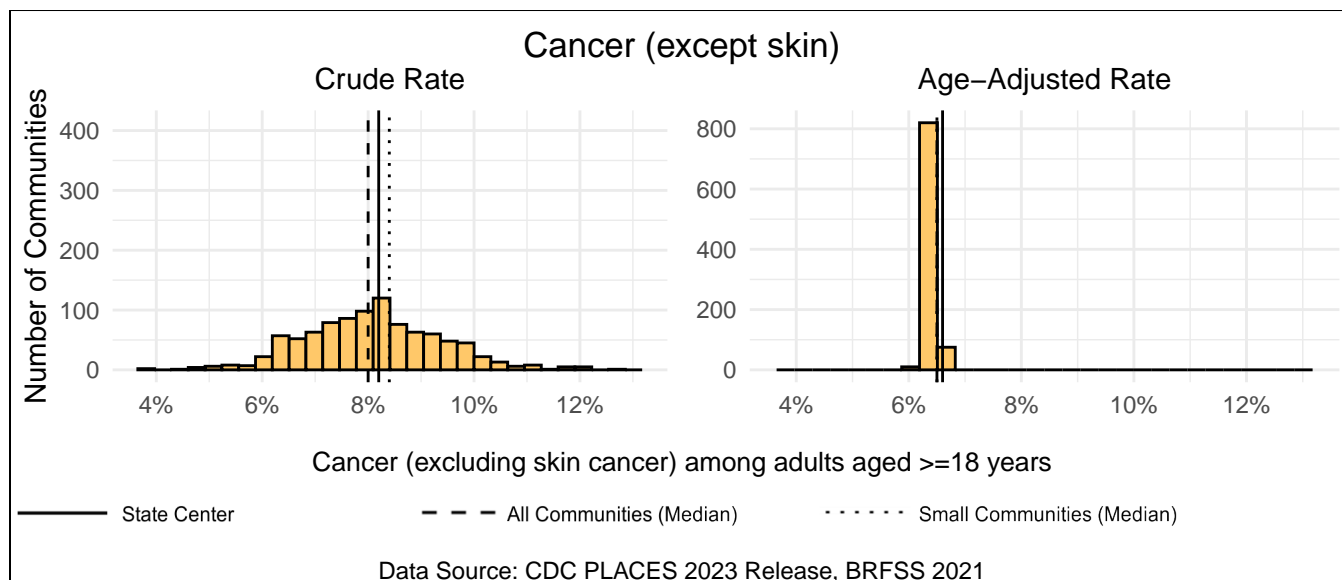 Cancer (except skin)
Crude Rate
Age−Adjusted Rate
Number of Communities
400
300
200
100
0
4%
6%
8%
10%
12%
800
600
400
200
0
4%
6%
8%
10%
12%
Cancer (excluding skin cancer) among adults aged >=18 years
State Center
All Communities (Median)
Small Communities (Median)
Data Source: CDC PLACES 2023 Release, BRFSS 2021